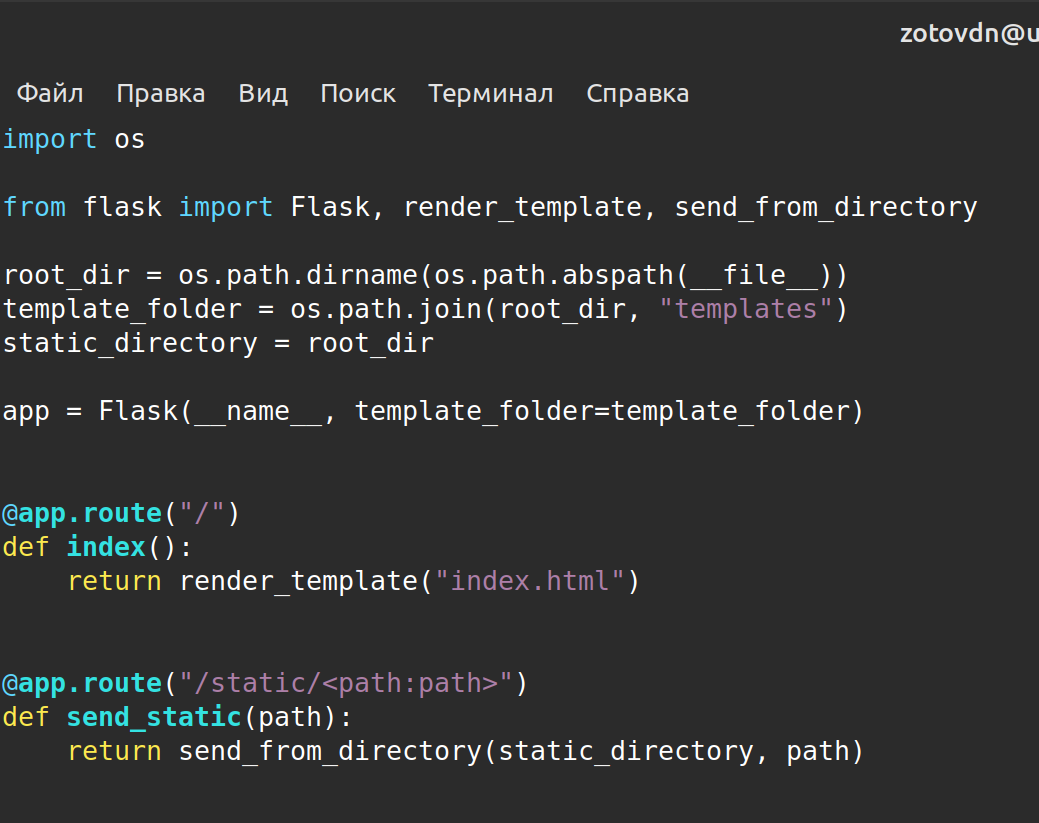 zotovdn@u
Файл Правка Вид Поиск Терминал Справка
import os
from flask import Flask, render_template, send_from_directory
root_dir = os.path.dirname(os.path.abspath(__file__))
template_folder = os.path.join(root_dir, "templates")
static_directory = root_dir
app = Flask(__name__, template_folder=template_folder)
@app.route("/")
def index():
    return render_template("index.html")
@app.route("/static/<path:path>")
def send_static(path):
    return send_from_directory(static_directory, path)